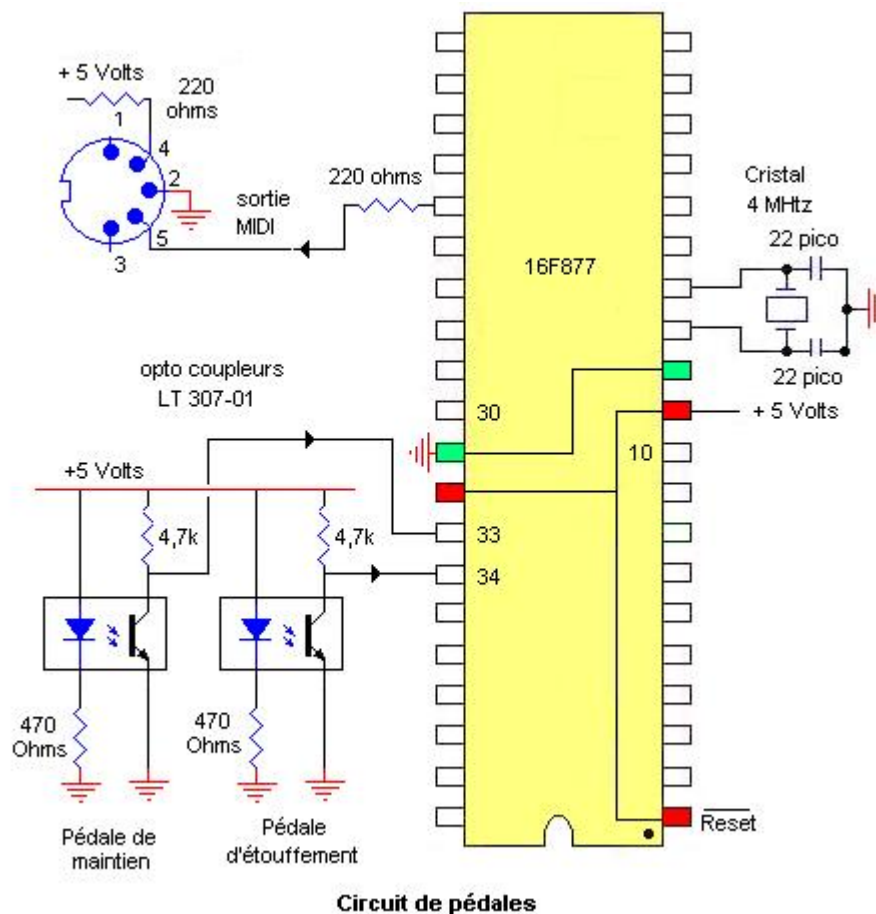 + 5 Volts
220
ohms
1
4
2
5
3
sortie
MIDI
220 ohms
16F877
Cristal
4 MHtz
22 pico
22 pico
+ 5 Volts
opto coupleurs
LT 307-01
30
10
+5 Volts
4,7k
4,7k
33
34
470
Ohms
470
Ohms
Pédale de
maintien
Pédale
d'étouffement
Reset
Circuit de pédales